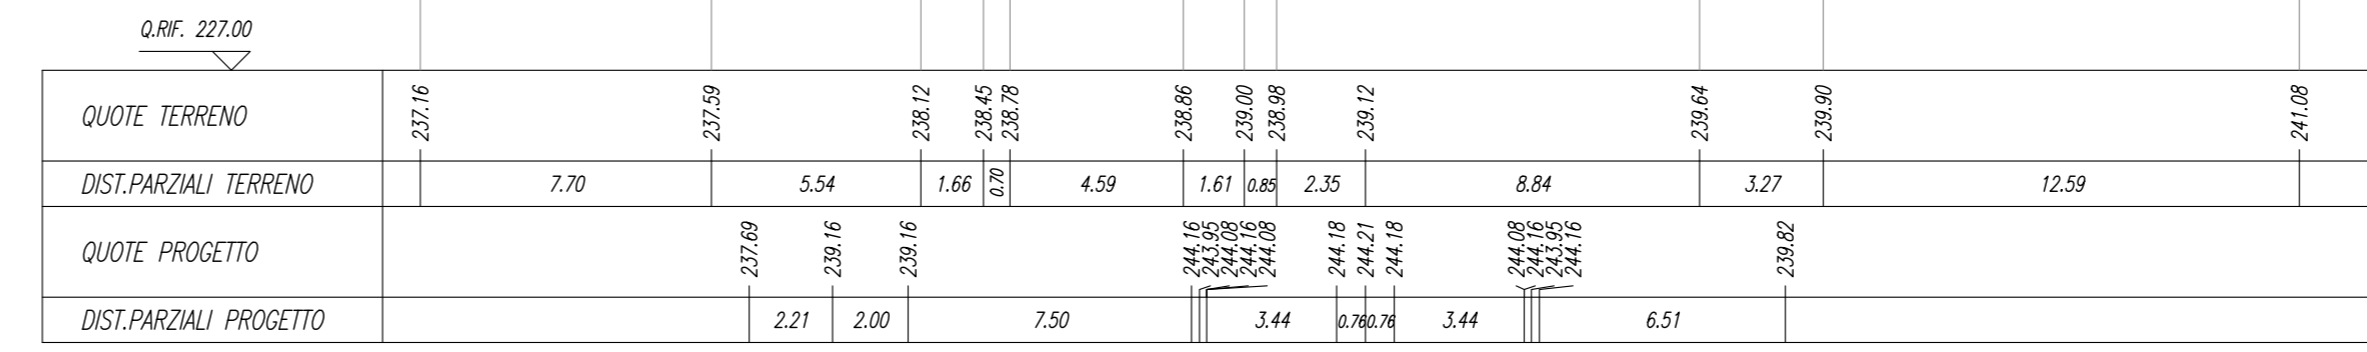 Q.RIF. 227.00
QUOTE TERRENO 237.16 237.59 238.12 238.45 238.78 238.86 239.00 238.98 239.12 239.64 239.90 241.08
DIST.PARZIALI TERRENO 7.70 5.54 1.66 0.70 4.59 1.61 0.85 2.35 8.84 3.27 12.59
QUOTE PROGETTO 237.69 239.16 239.16 244.16 243.95 244.08 244.16 244.08 244.18 244.21 244.18 244.08 244.16 243.95 244.16 239.82
DIST.PARZIALI PROGETTO 2.21 2.00 7.50 3.44 0.76 0.76 3.44 6.51